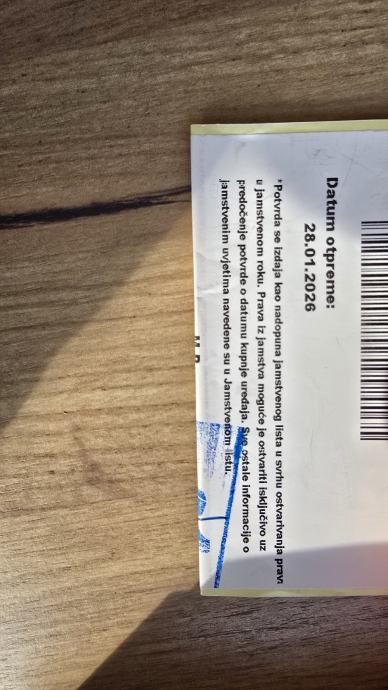 Datum otpreme:
28.01.2026
*Potvrda se izdaja kao nadopuna jamstvenog lista u svrhu ostvarivanja prava
u jamstvenom roku. Prava iz jamstva moguće je ostvariti isključivo uz
predočenje potvrde o datumu kupnje uređaja. Sve ostale informacije o
jamstvenim uvjetima navedene su u Jamstvenom listu.